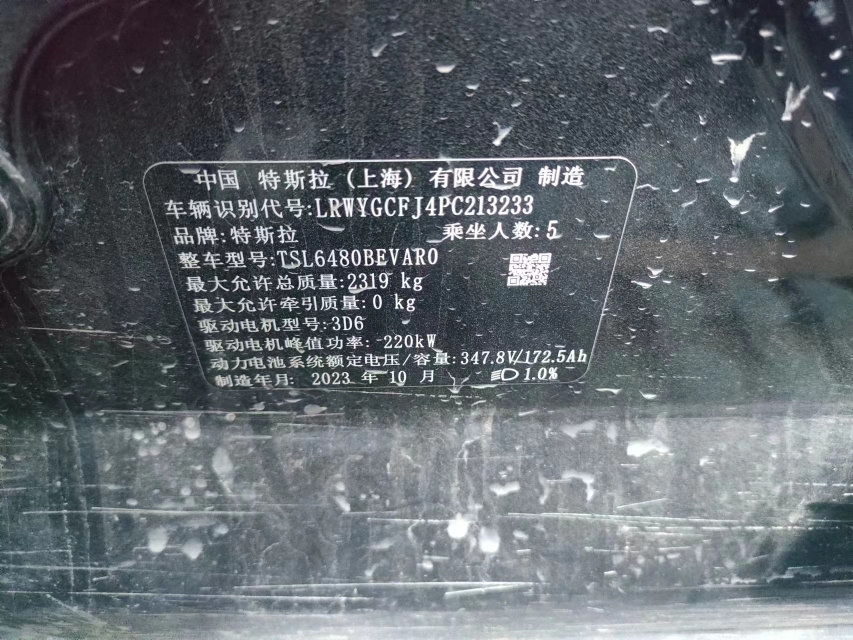 中国 特斯拉（上海）有限公司 制造
车辆识别代号:LRWYGCFJ4PC213233
品牌:特斯拉 乘坐人数:5
整车型号:TSL6480BEVAR0
最大允许总质量:2319 kg
最大允许牵引质量:0 kg
驱动电机型号:3D6
驱动电机峰值功率: 220kW
动力电池系统额定电压/容量:347.8V/172.5Ah
制造年月: 2023 年 10 月 1.0%